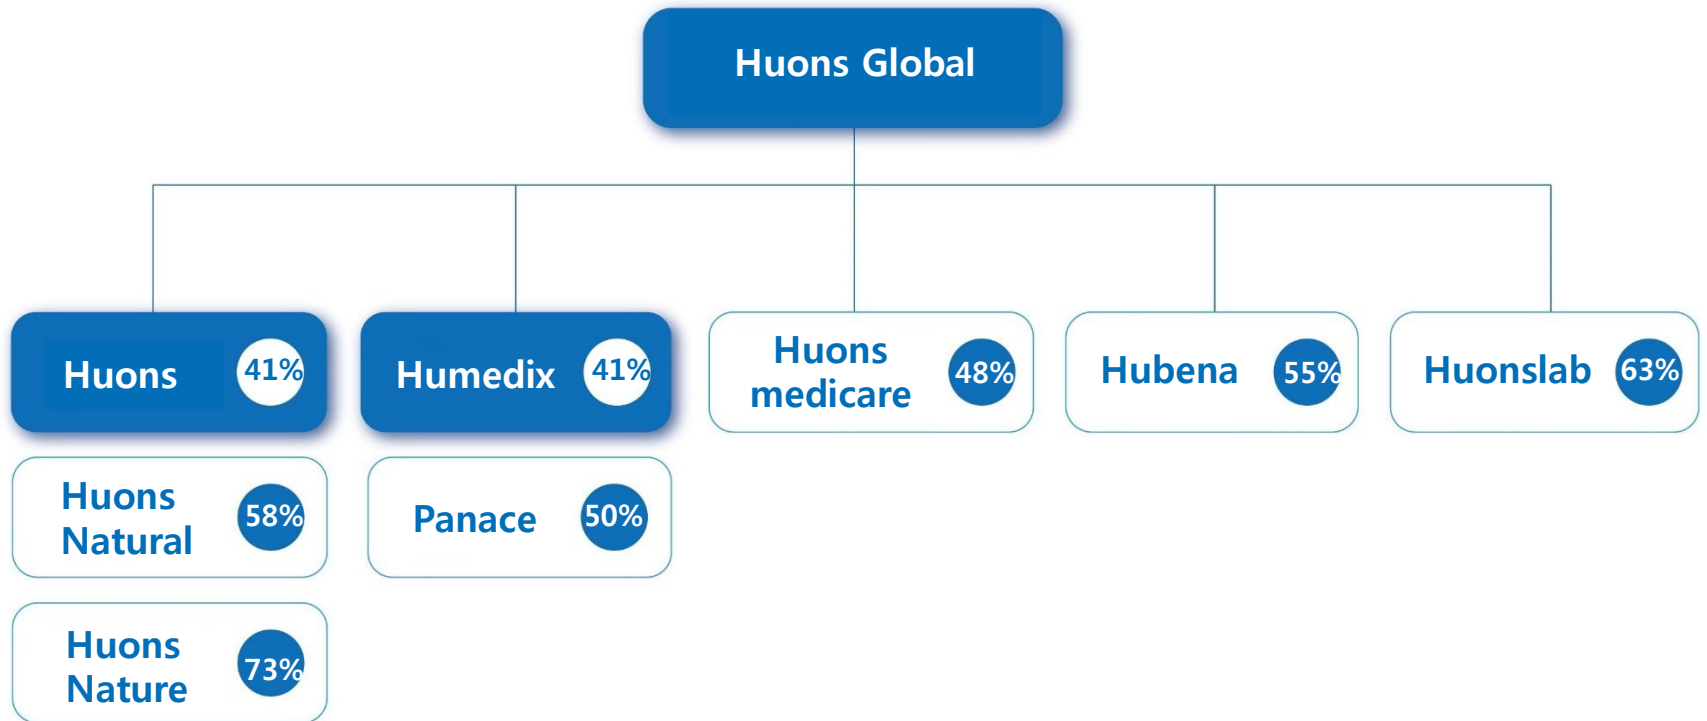 Huons Global
Huons 41%
Humedix 41%
Huons
medicare
48%
Hubena 55%
Huonslab 63%
Huons
Natural
58%
Panace 50%
Huons
Nature
73%